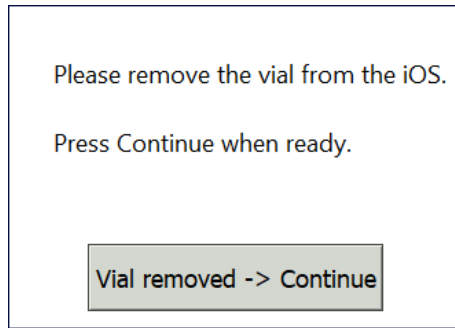 Please remove the vial from the iOS.
Press Continue when ready.
Vial removed -> Continue